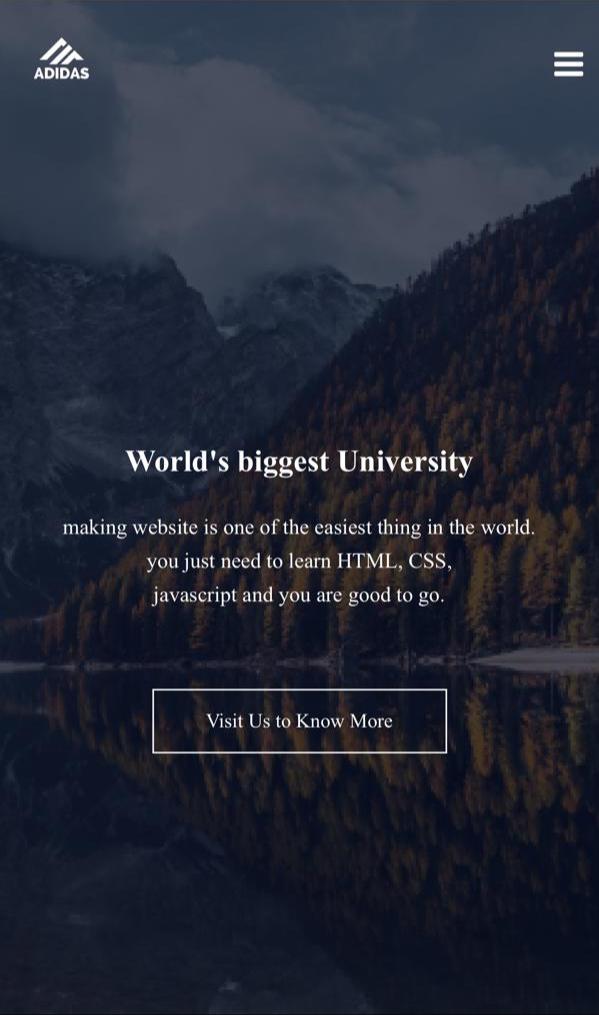 ADIDAS
World's biggest University
making website is one of the easiest thing in the world.
you just need to learn HTML, CSS,
javascript and you are good to go.
Visit Us to Know More